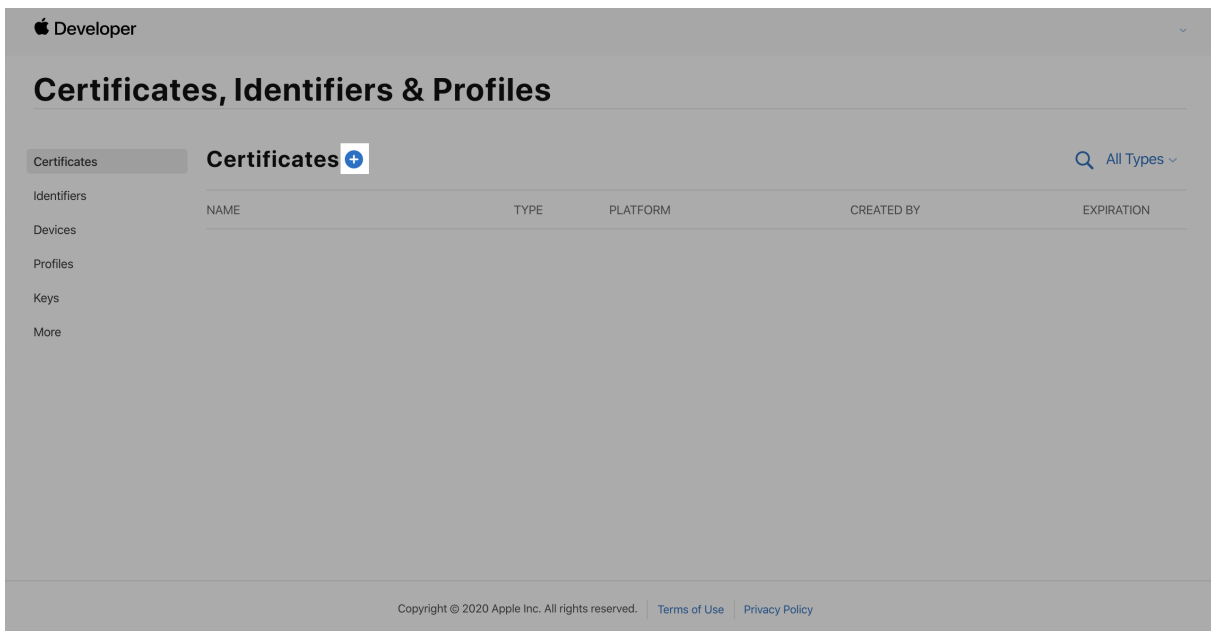 Developer
Certificates, Identifiers & Profiles
Certificates
Identifiers
Devices
Profiles
Keys
More
Certificates
All Types
NAME TYPE PLATFORM CREATED BY EXPIRATION
Copyright © 2020 Apple Inc. All rights reserved. Terms of Use Privacy Policy